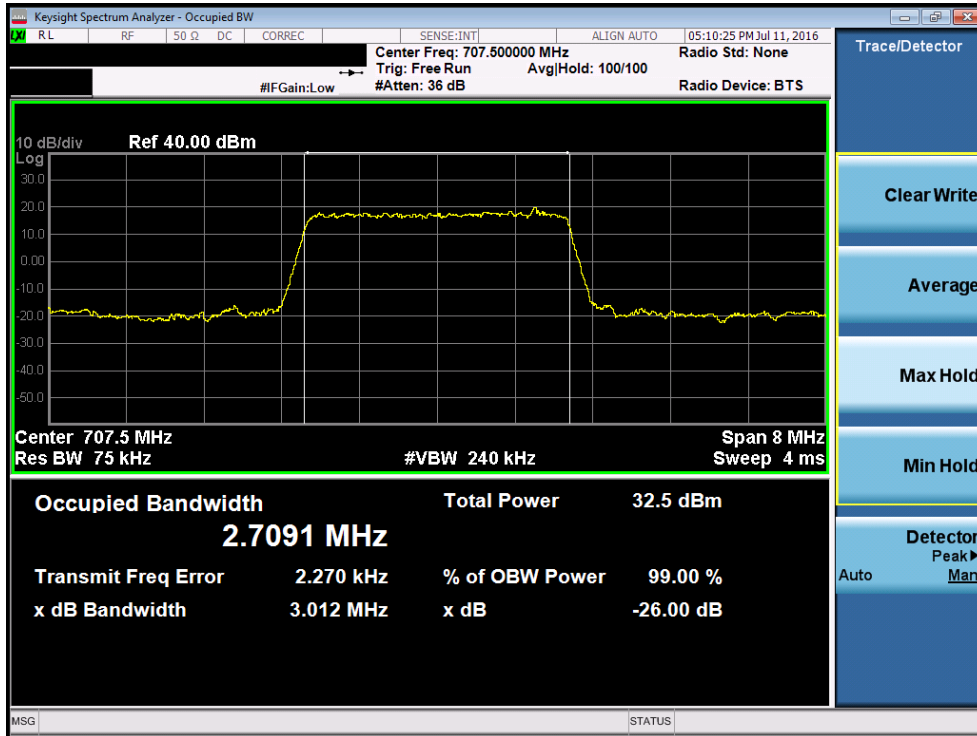 Keysight Spectrum Analyzer - Occupied BW
LXI RL RF 50 Ω DC CORREC SENSE:INT ALIGN AUTO 05:10:25 PM Jul 11, 2016
Center Freq: 707.500000 MHz Radio Std: None
Trig: Free Run Avg|Hold: 100/100
#IFGain:Low #Atten: 36 dB Radio Device: BTS
10 dB/div Ref 40.00 dBm
Log
30.0
20.0
10.0
0.00
-10.0
-20.0
-30.0
-40.0
-50.0
Center 707.5 MHz Span 8 MHz
Res BW 75 kHz #VBW 240 kHz Sweep 4 ms
Occupied Bandwidth Total Power 32.5 dBm
2.7091 MHz
Transmit Freq Error 2.270 kHz % of OBW Power 99.00 %
x dB Bandwidth 3.012 MHz x dB -26.00 dB
MSG STATUS
Trace/Detector
Clear Write
Average
Max Hold
Min Hold
Detector
Peak▶
Auto Man